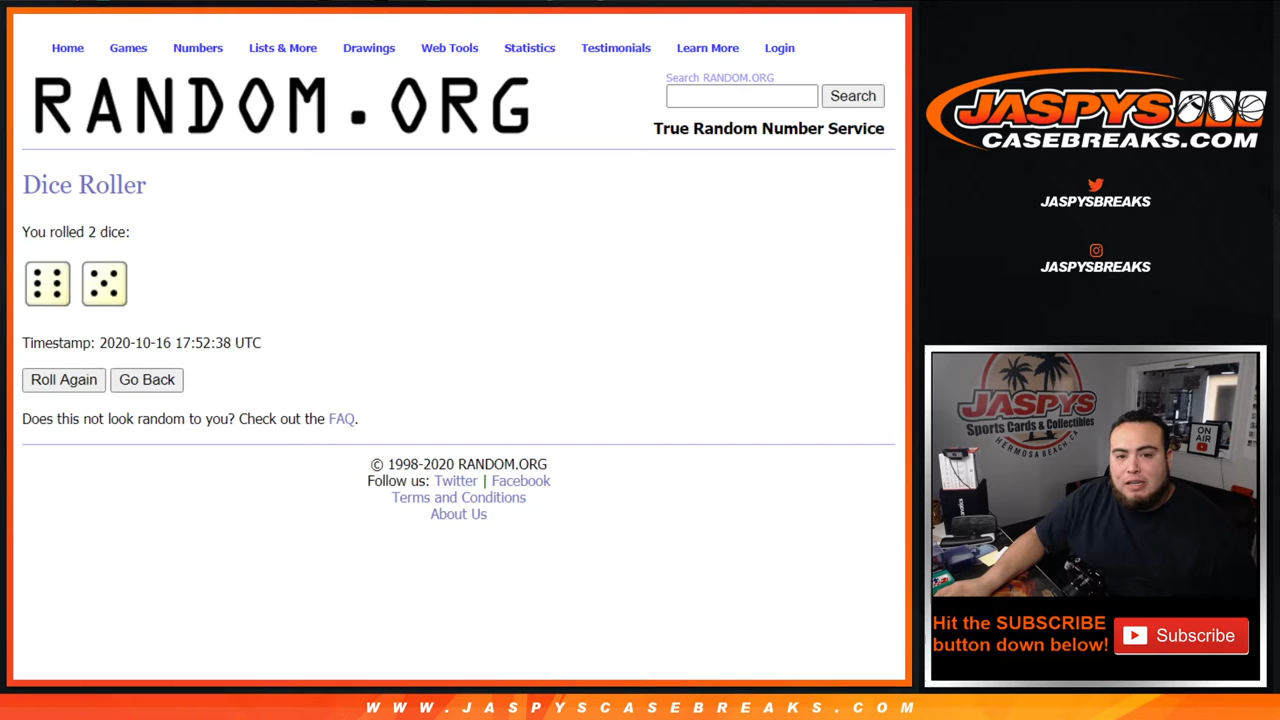 Home Games Numbers Lists & More Drawings Web Tools Statistics Testimonials Learn More Login
RANDOM.ORG
Search RANDOM.ORG
Search
True Random Number Service
Dice Roller
You rolled 2 dice:
Timestamp: 2020-10-16 17:52:38 UTC
Roll Again Go Back
Does this not look random to you? Check out the FAQ.
© 1998-2020 RANDOM.ORG
Follow us: Twitter | Facebook
Terms and Conditions
About Us
JASPYS
CASEBREAKS.COM
JASPYSBREAKS
JASPYSBREAKS
JASPYS
Sports Cards & Collectibles
HERMOSA BEACH, CA
ON
AIR
Hit the SUBSCRIBE
button down below!
Subscribe
WWW.JASPYSCASEBREAKS.COM